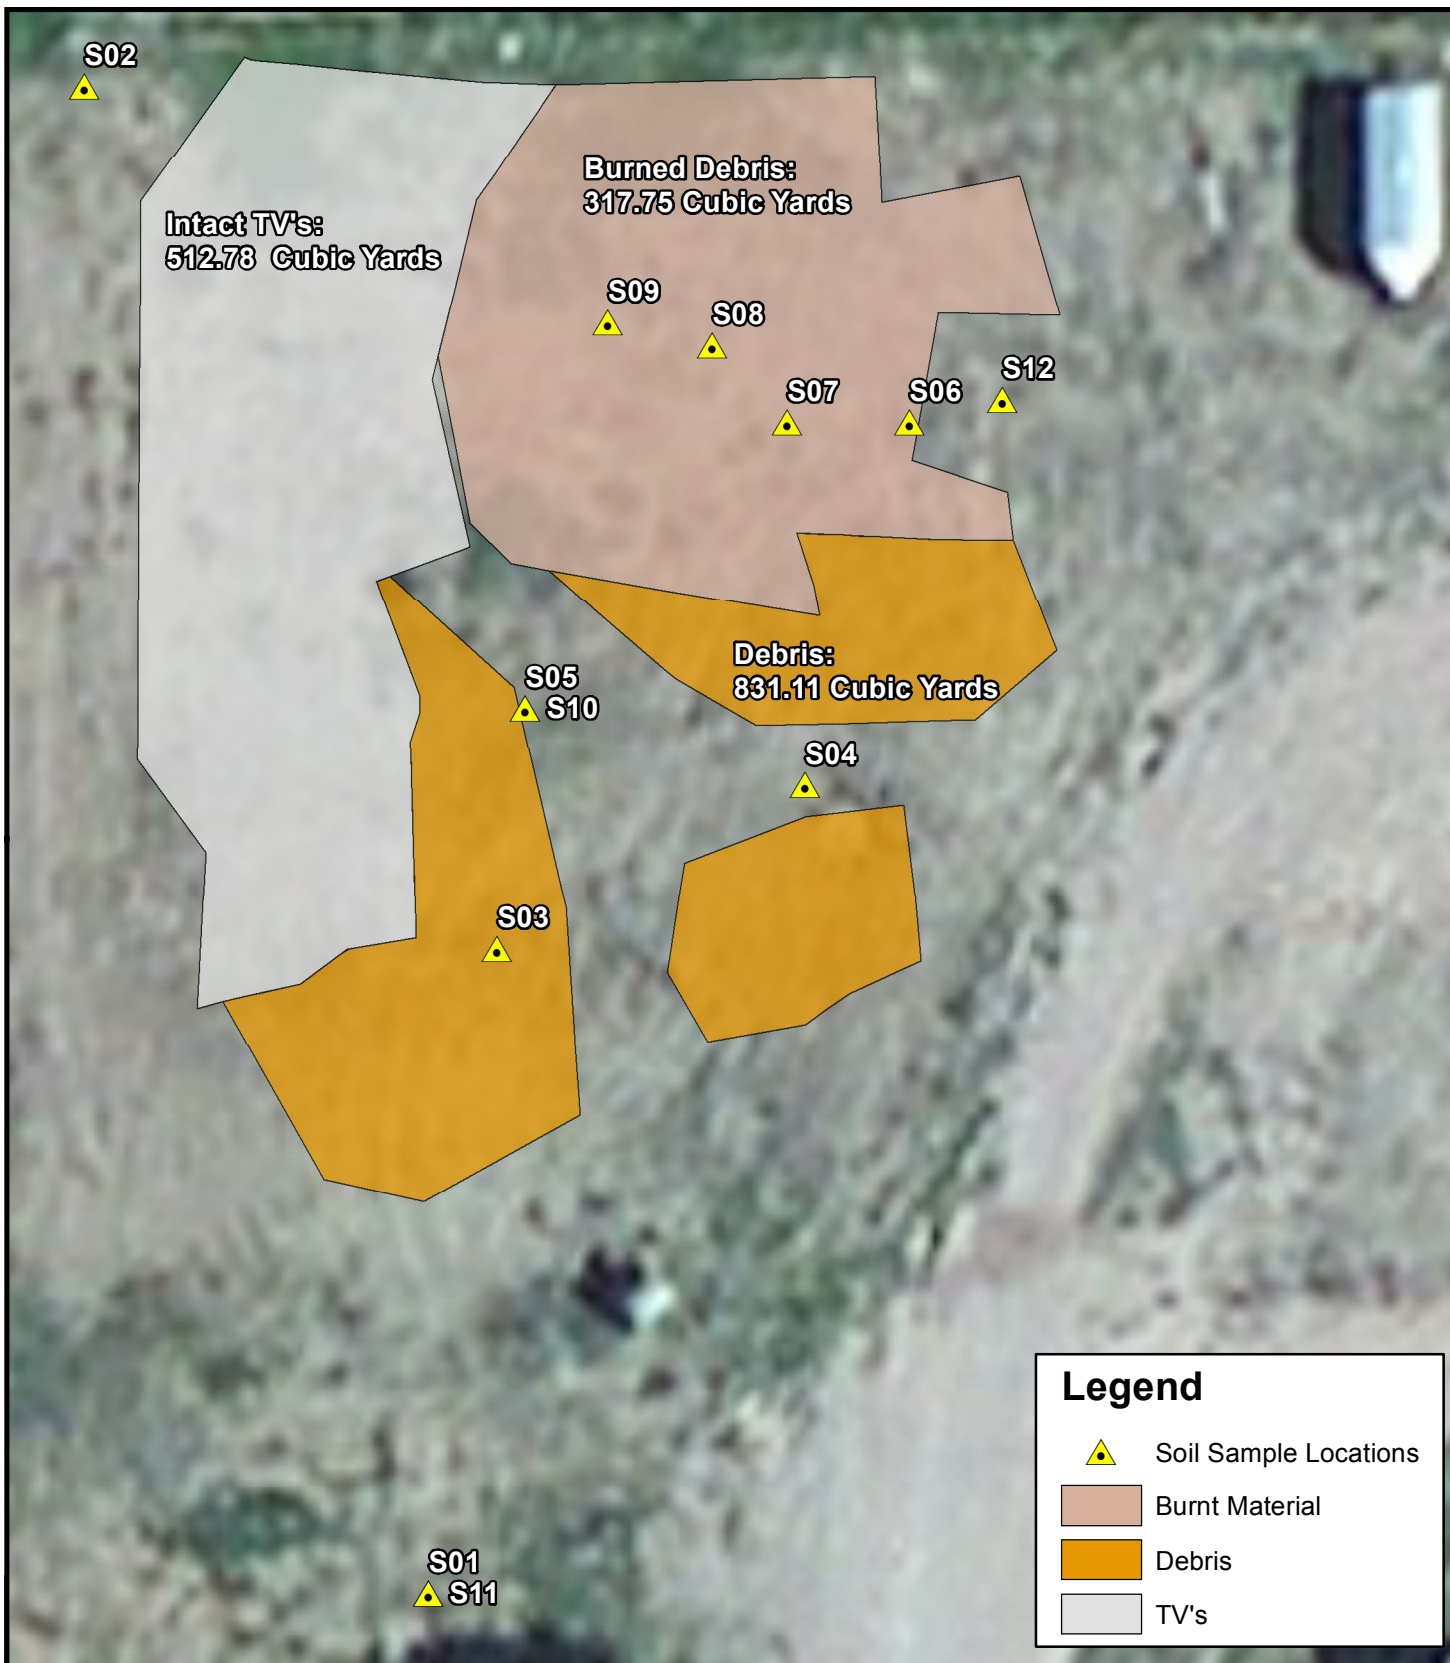 S02
Burned Debris:
317.75 Cubic Yards
Intact TV's:
512.78 Cubic Yards
S09
S08
S12
S07
S06
Debris:
831.11 Cubic Yards
S05
S10
S04
S03
Legend
Soil Sample Locations
Burnt Material
Debris
TV's
S01
S11